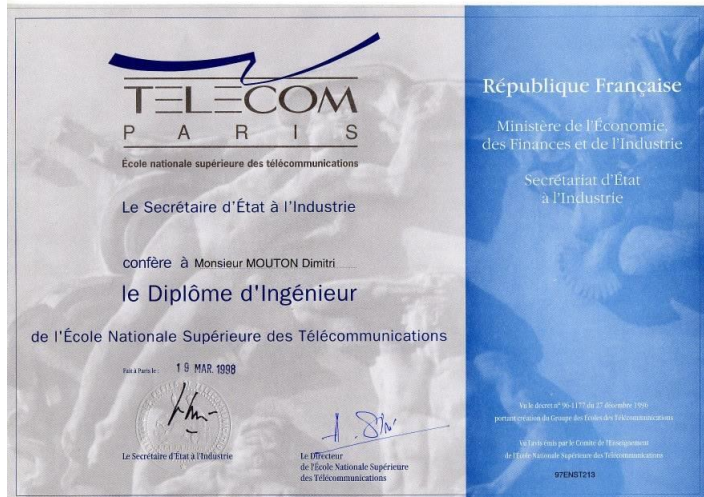 TELECOM
PARIS
École nationale supérieure des télécommunications
Le Secrétaire d'État à l'Industrie
confère à Monsieur MOUTON Dimitri
le Diplôme d'Ingénieur
de l'École Nationale Supérieure des Télécommunications
Fait à Paris le : 19 MAR. 1998
Le Secrétaire d'État à l'Industrie
Le Directeur
de l'École Nationale Supérieure
des Télécommunications
République Française
Ministère de l'Économie,
des Finances et de l'Industrie
Secrétariat d'État
à l'Industrie
Vu le décret n° 96-1177 du 27 décembre 1996
portant création du Groupe des Écoles des Télécommunications
Vu l'avis émis par le Comité de l'Enseignement
de l'École Nationale Supérieure des Télécommunications
97ENST213